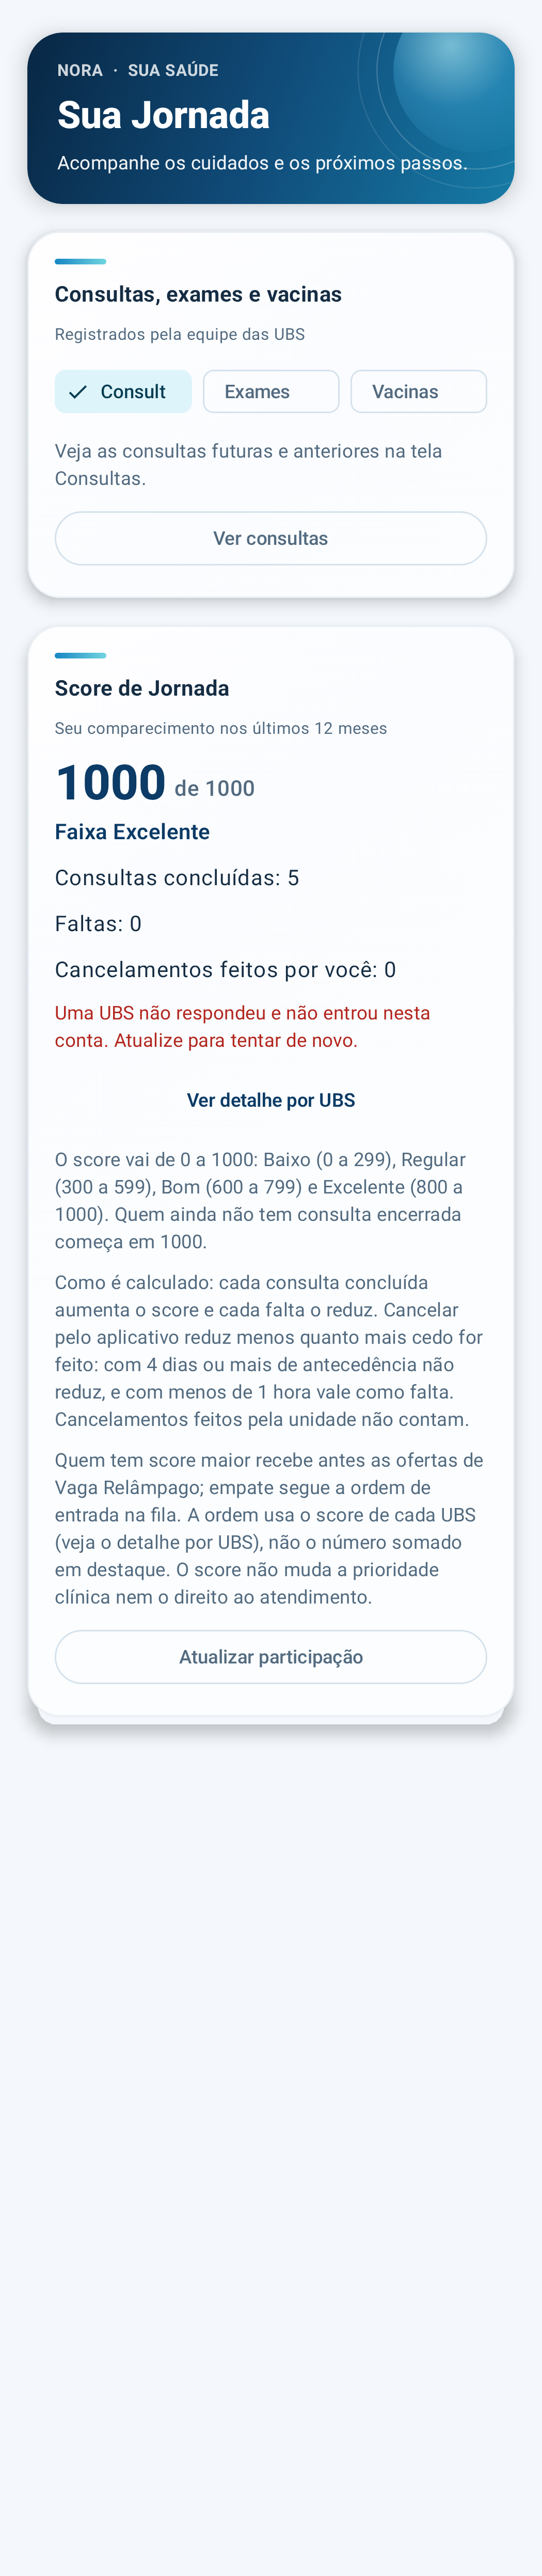 NORA · SUA SAÚDE
Sua Jornada
Acompanhe os cuidados e os próximos passos.
Consultas, exames e vacinas
Registrados pela equipe das UBS
Consult
Exames
Vacinas
Veja as consultas futuras e anteriores na tela
Consultas.
Ver consultas
Score de Jornada
Seu comparecimento nos últimos 12 meses
1000 de 1000
Faixa Excelente
Consultas concluídas: 5
Faltas: 0
Cancelamentos feitos por você: 0
Uma UBS não respondeu e não entrou nesta
conta. Atualize para tentar de novo.
Ver detalhe por UBS
O score vai de 0 a 1000: Baixo (0 a 299), Regular
(300 a 599), Bom (600 a 799) e Excelente (800 a
1000). Quem ainda não tem consulta encerrada
começa em 1000.
Como é calculado: cada consulta concluída
aumenta o score e cada falta o reduz. Cancelar
pelo aplicativo reduz menos quanto mais cedo for
feito: com 4 dias ou mais de antecedência não
reduz, e com menos de 1 hora vale como falta.
Cancelamentos feitos pela unidade não contam.
Quem tem score maior recebe antes as ofertas de
Vaga Relâmpago; empate segue a ordem de
entrada na fila. A ordem usa o score de cada UBS
(veja o detalhe por UBS), não o número somado
em destaque. O score não muda a prioridade
clínica nem o direito ao atendimento.
Atualizar participação